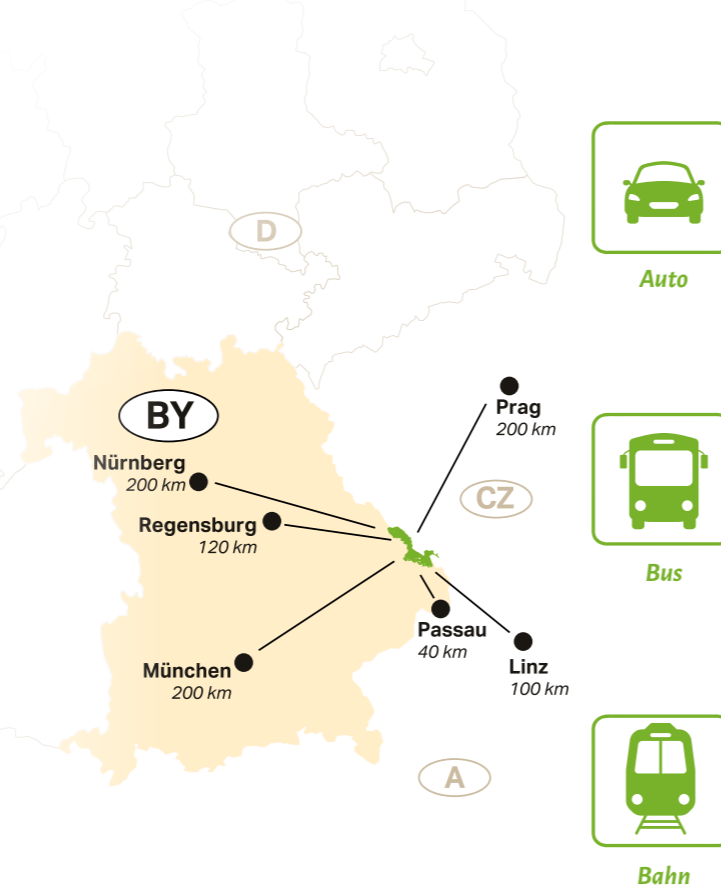 D
Auto
BY
Prag
200 km
Nürnberg
200 km
CZ
Regensburg
120 km
Bus
Passau
40 km
Linz
100 km
München
200 km
A
Bahn